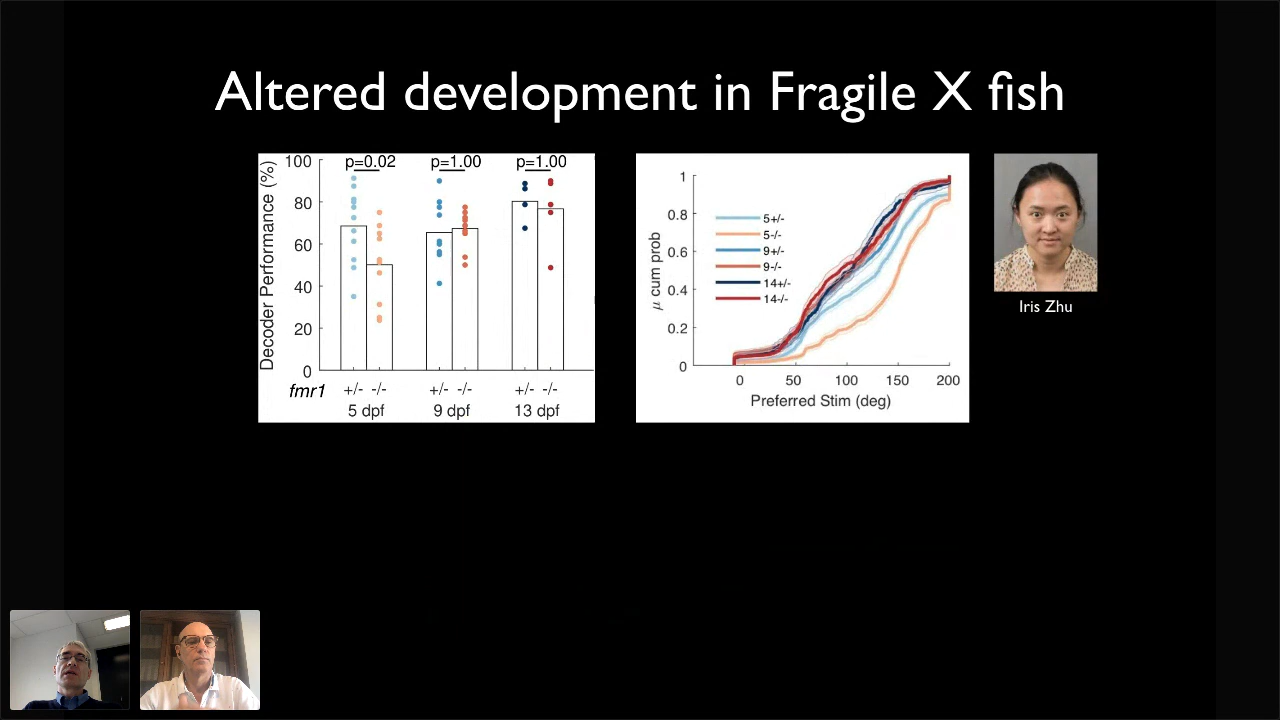 Altered development in Fragile X fish
Decoder Performance (%)
100
80
60
40
20
0
p=0.02 p=1.00 p=1.00
fmr1 +/- -/- +/- -/- +/- -/-
5 dpf 9 dpf 13 dpf
μ cum prob
1
0.8
0.6
0.4
0.2
0
5+/-
5-/-
9+/-
9-/-
14+/-
14-/-
0 50 100 150 200
Preferred Stim (deg)
Iris Zhu